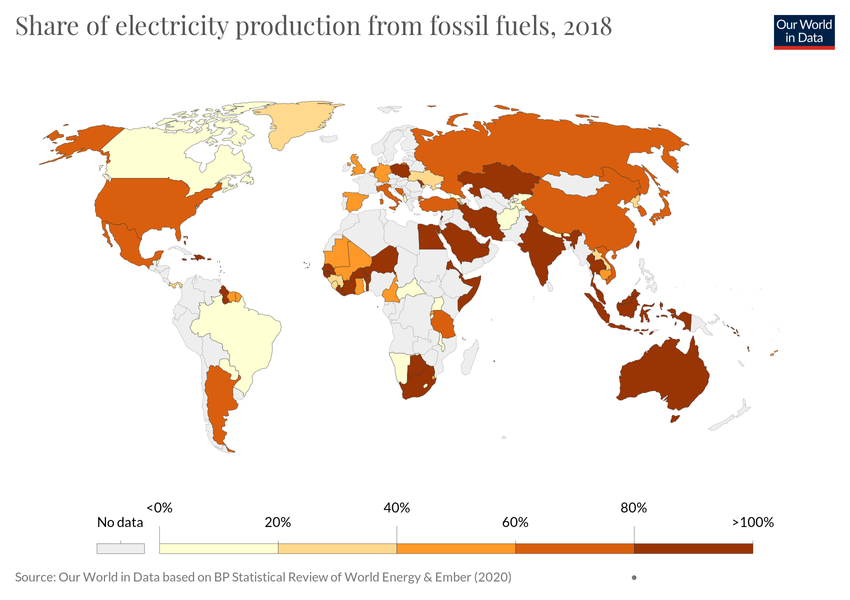 Share of electricity production from fossil fuels, 2018
Our World
in Data
<0%
40%
80%
No data
20%
60%
>100%
Source: Our World in Data based on BP Statistical Review of World Energy & Ember (2020)
•